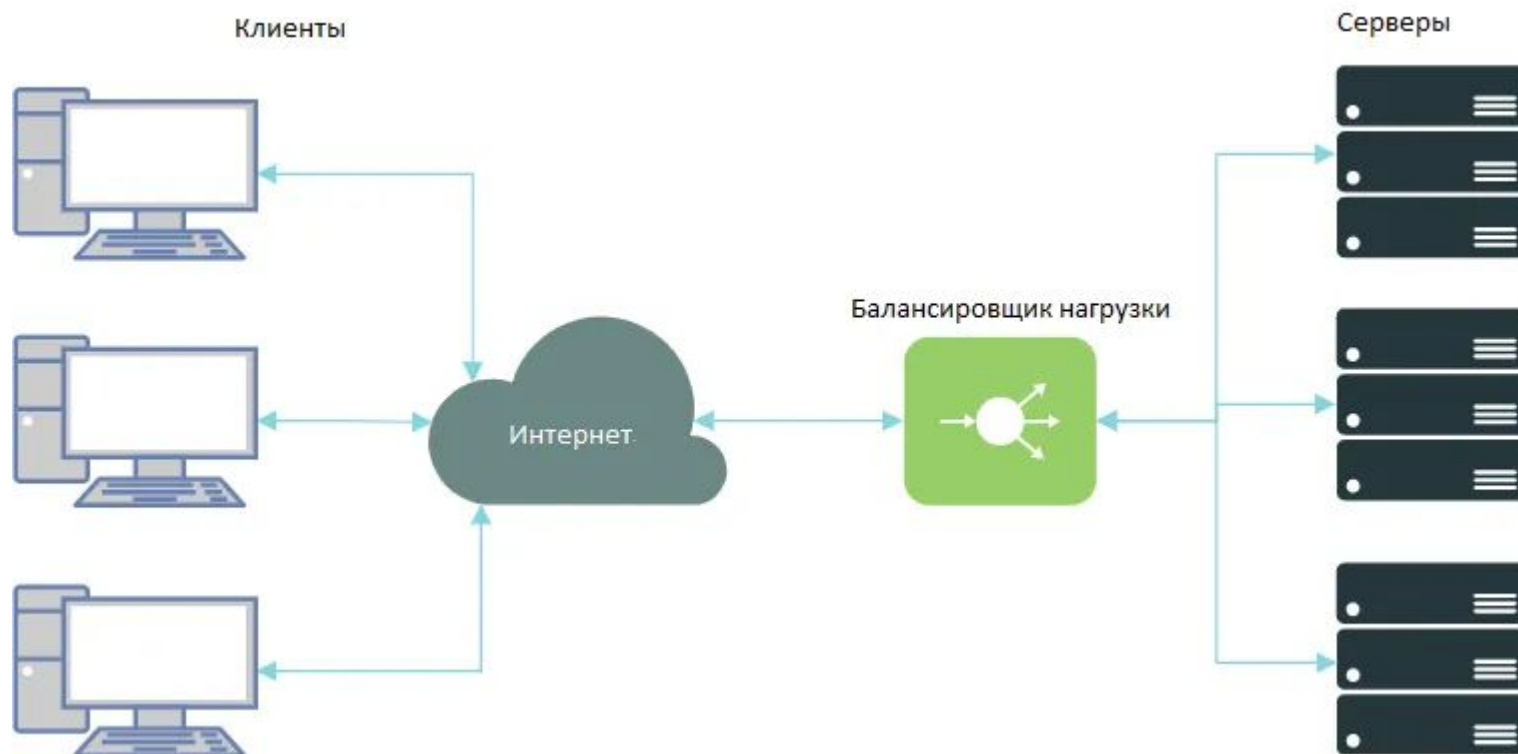 Клиенты
Серверы
Балансировщик нагрузки
Интернет